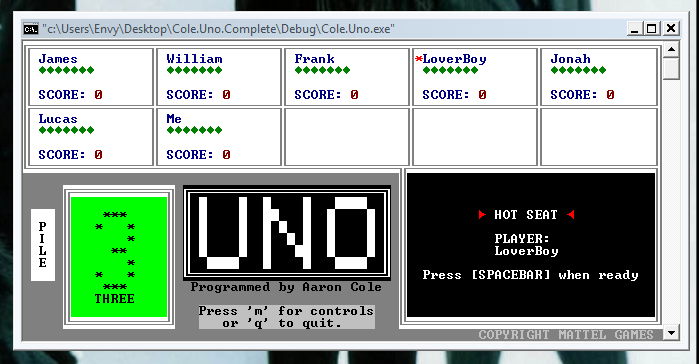 "c:\Users\Envy\Desktop\Cole.Uno.Complete\Debug\Cole.Uno.exe"
James
William
Frank
*LoverBoy
Jonah
SCORE: 0
SCORE: 0
SCORE: 0
SCORE: 0
SCORE: 0
Lucas
Me
SCORE: 0
SCORE: 0
PILE
THREE
UNO
Programmed by Aaron Cole
Press 'm' for controls
or 'q' to quit.
HOT SEAT
PLAYER:
LoverBoy
Press [SPACEBAR] when ready
COPYRIGHT MATTEL GAMES